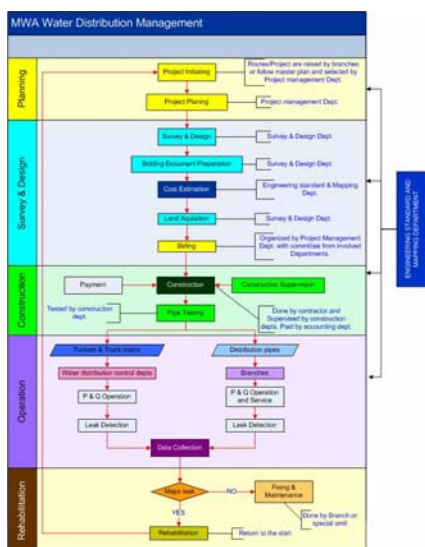 MWA Water Distribution Management
Planning
Project Initiating
Routes/Project are raised by branches
or follow master plan and selected by
Project management Dept.
Project Planing
Project management Dept.
Survey & Design
Survey & Design
Survey & Design Dept.
Bidding Document Preparation
Survey & Design Dept.
Cost Estimation
Engineering standard & Mapping
Dept.
Land Aquisition
Survey & Design Dept.
Biding
Organized by Project Management
Dept. with committee from involved
Departments.
ENGINEERING STANDARD AND
MAPPING DEPARTMENT
Construction
Payment
Construction
Construction Supervision
Tested by construction
dept.
Pipe Testing
Done by contractor and
Supervised by construction
depts. Paid by accounting dept.
Operation
Tunnels & Trunk mains
Distribution pipes
Water distribution control depts
Branches
P & Q Operation
P & Q Operation
and Service
Leak Detection
Leak Detection
Data Collection
Rehabilitation
Major leak
NO
Fixing &
Maintenance
YES
Done by Branch or
special unit
Rehabilitation
Return to the start